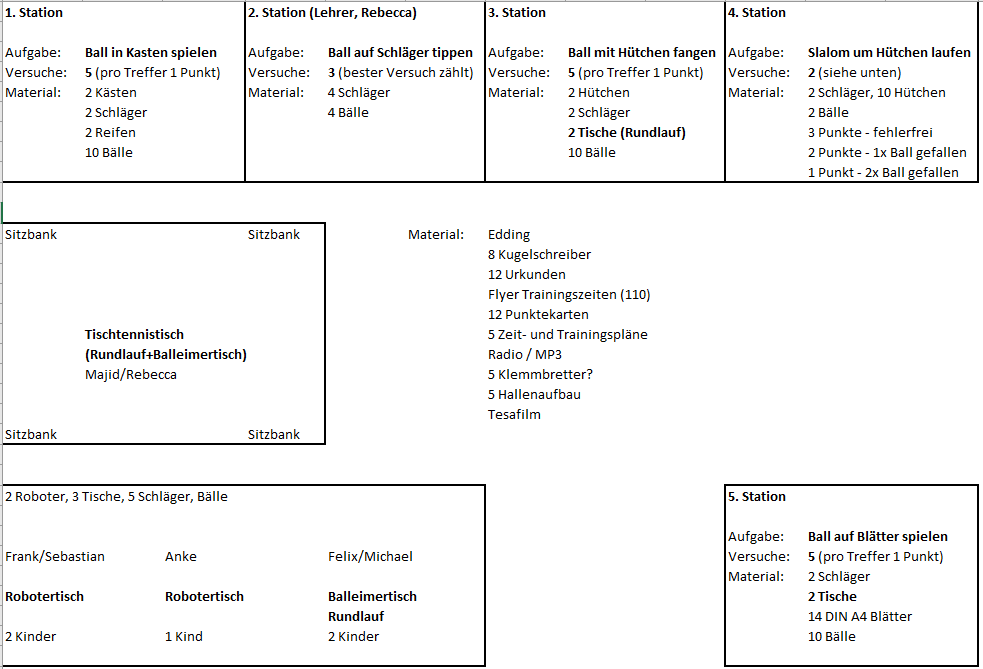 1. Station
Aufgabe: Ball in Kasten spielen
Versuche: 5 (pro Treffer 1 Punkt)
Material: 2 Kästen
2 Schläger
2 Reifen
10 Bälle
2. Station (Lehrer, Rebecca)
Aufgabe: Ball auf Schläger tippen
Versuche: 3 (bester Versuch zählt)
Material: 4 Schläger
4 Bälle
3. Station
Aufgabe: Ball mit Hütchen fangen
Versuche: 5 (pro Treffer 1 Punkt)
Material: 2 Hütchen
2 Schläger
2 Tische (Rundlauf)
10 Bälle
4. Station
Aufgabe: Slalom um Hütchen laufen
Versuche: 2 (siehe unten)
Material: 2 Schläger, 10 Hütchen
2 Bälle
3 Punkte - fehlerfrei
2 Punkte - 1x Ball gefallen
1 Punkt - 2x Ball gefallen
Sitzbank Sitzbank
Tischtennistisch
(Rundlauf+Balleimertisch)
Majid/Rebecca
Sitzbank Sitzbank
Material: Edding
8 Kugelschreiber
12 Urkunden
Flyer Trainingszeiten (110)
12 Punktekarten
5 Zeit- und Trainingspläne
Radio / MP3
5 Klemmbretter?
5 Hallenaufbau
Tesafilm
2 Roboter, 3 Tische, 5 Schläger, Bälle
Frank/Sebastian Anke Felix/Michael
Robotertisch Robotertisch Balleimertisch
Rundlauf
2 Kinder 1 Kind 2 Kinder
5. Station
Aufgabe: Ball auf Blätter spielen
Versuche: 5 (pro Treffer 1 Punkt)
Material: 2 Schläger
2 Tische
14 DIN A4 Blätter
10 Bälle